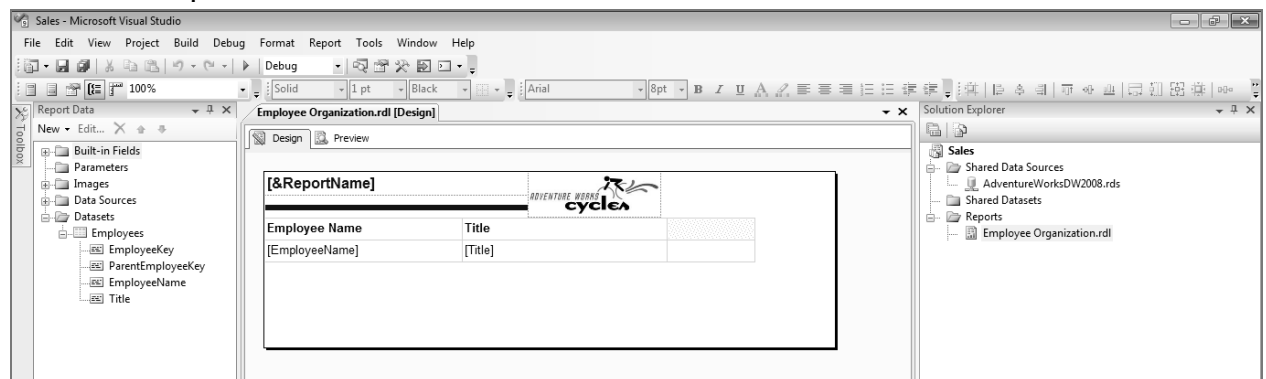 Sales - Microsoft Visual Studio
File Edit View Project Build Debug Format Report Tools Window Help
Debug
100% Solid 1 pt Black Arial 8pt B I U A
Toolbox
Report Data
New Edit...
Built-in Fields
Parameters
Images
Data Sources
Datasets
Employees
EmployeeKey
ParentEmployeeKey
EmployeeName
Title
Employee Organization.rdl [Design]
Design Preview
[&ReportName]
ADVENTURE WORKS
cycles
Employee Name Title
[EmployeeName] [Title]
Solution Explorer
Sales
Shared Data Sources
AdventureWorksDW2008.rds
Shared Datasets
Reports
Employee Organization.rdl